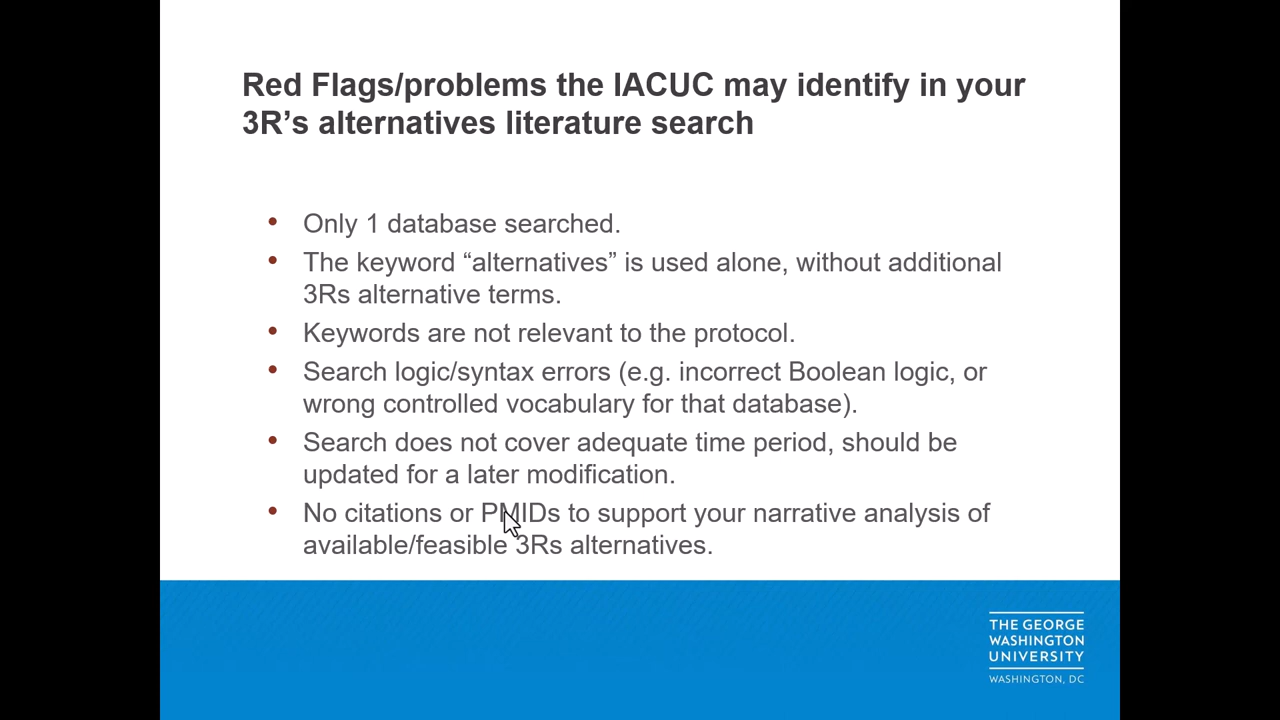 Red Flags/problems the IACUC may identify in your
3R’s alternatives literature search
• Only 1 database searched.
• The keyword “alternatives” is used alone, without additional
3Rs alternative terms.
• Keywords are not relevant to the protocol.
• Search logic/syntax errors (e.g. incorrect Boolean logic, or
wrong controlled vocabulary for that database).
• Search does not cover adequate time period, should be
updated for a later modification.
• No citations or PMIDs to support your narrative analysis of
available/feasible 3Rs alternatives.
THE GEORGE
WASHINGTON
UNIVERSITY
WASHINGTON, DC